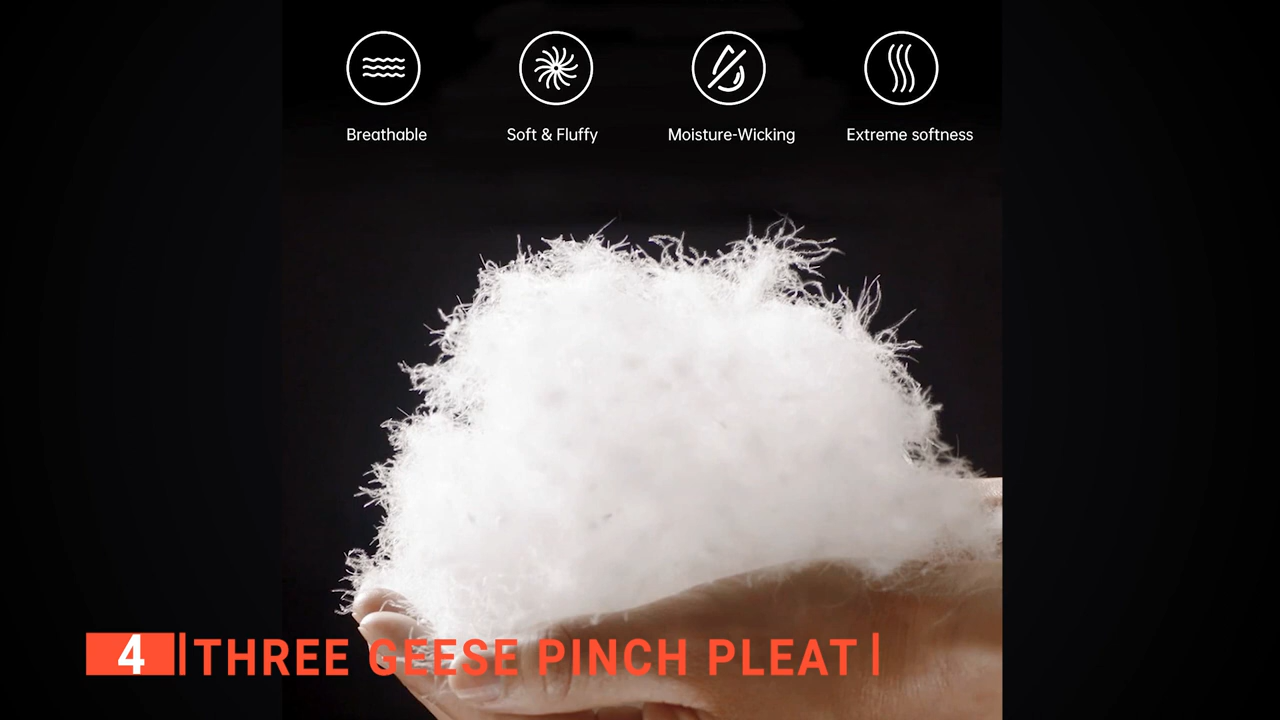 Breathable
Soft & Fluffy
Moisture-Wicking
Extreme softness
4 THREE GEESE PINCH PLEAT